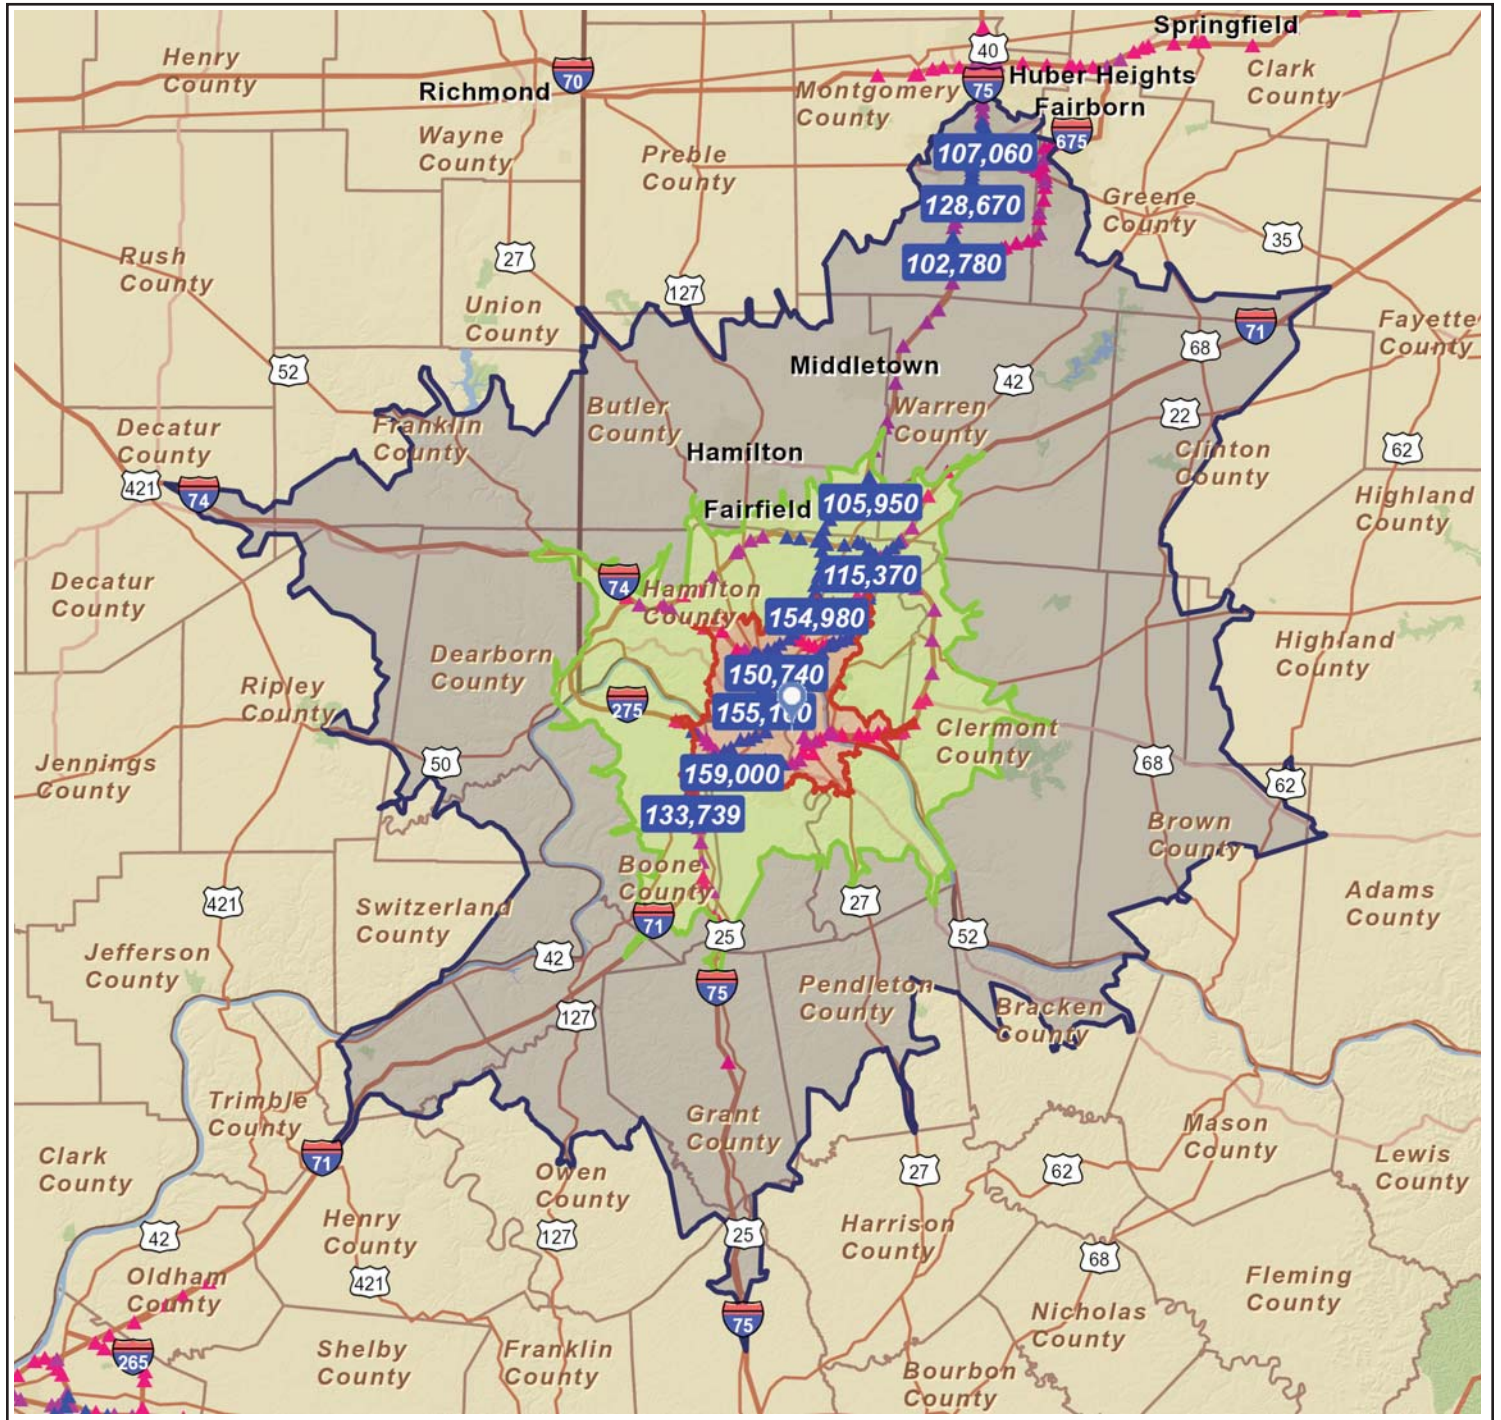 Springfield
Henry
County
40
Clark
County
70
Richmond
Huber Heights
75
Montgomery
County
Fairborn
675
Wayne
County
Preble
County
107,060
128,670
Greene
County
35
27
Rush
County
102,780
127
Union
County
71
Fayette
County
68
52
Middletown
42
Butler
County
Warren
County
22
Decatur
County
Franklin
County
Hamilton
Clinton
County
62
421
74
Fairfield
105,950
Highland
County
Decatur
County
74
Hamilton
County
115,370
154,980
Highland
County
Dearborn
County
150,740
Ripley
County
275
155,1 0
Clermont
County
Jennings
County
50
159,000
68
62
133,739
Brown
County
Boone
County
Adams
County
421
Switzerland
County
71
25
27
52
Jefferson
County
42
75
Pendleton
County
127
Bracken
County
Trimble
County
Grant
County
Mason
County
Clark
County
71
Owen
County
27
62
Lewis
County
42
Henry
County
127
25
Harrison
County
68
Oldham
County
421
Fleming
County
75
Nicholas
County
265
Shelby
County
Franklin
County
Bourbon
County